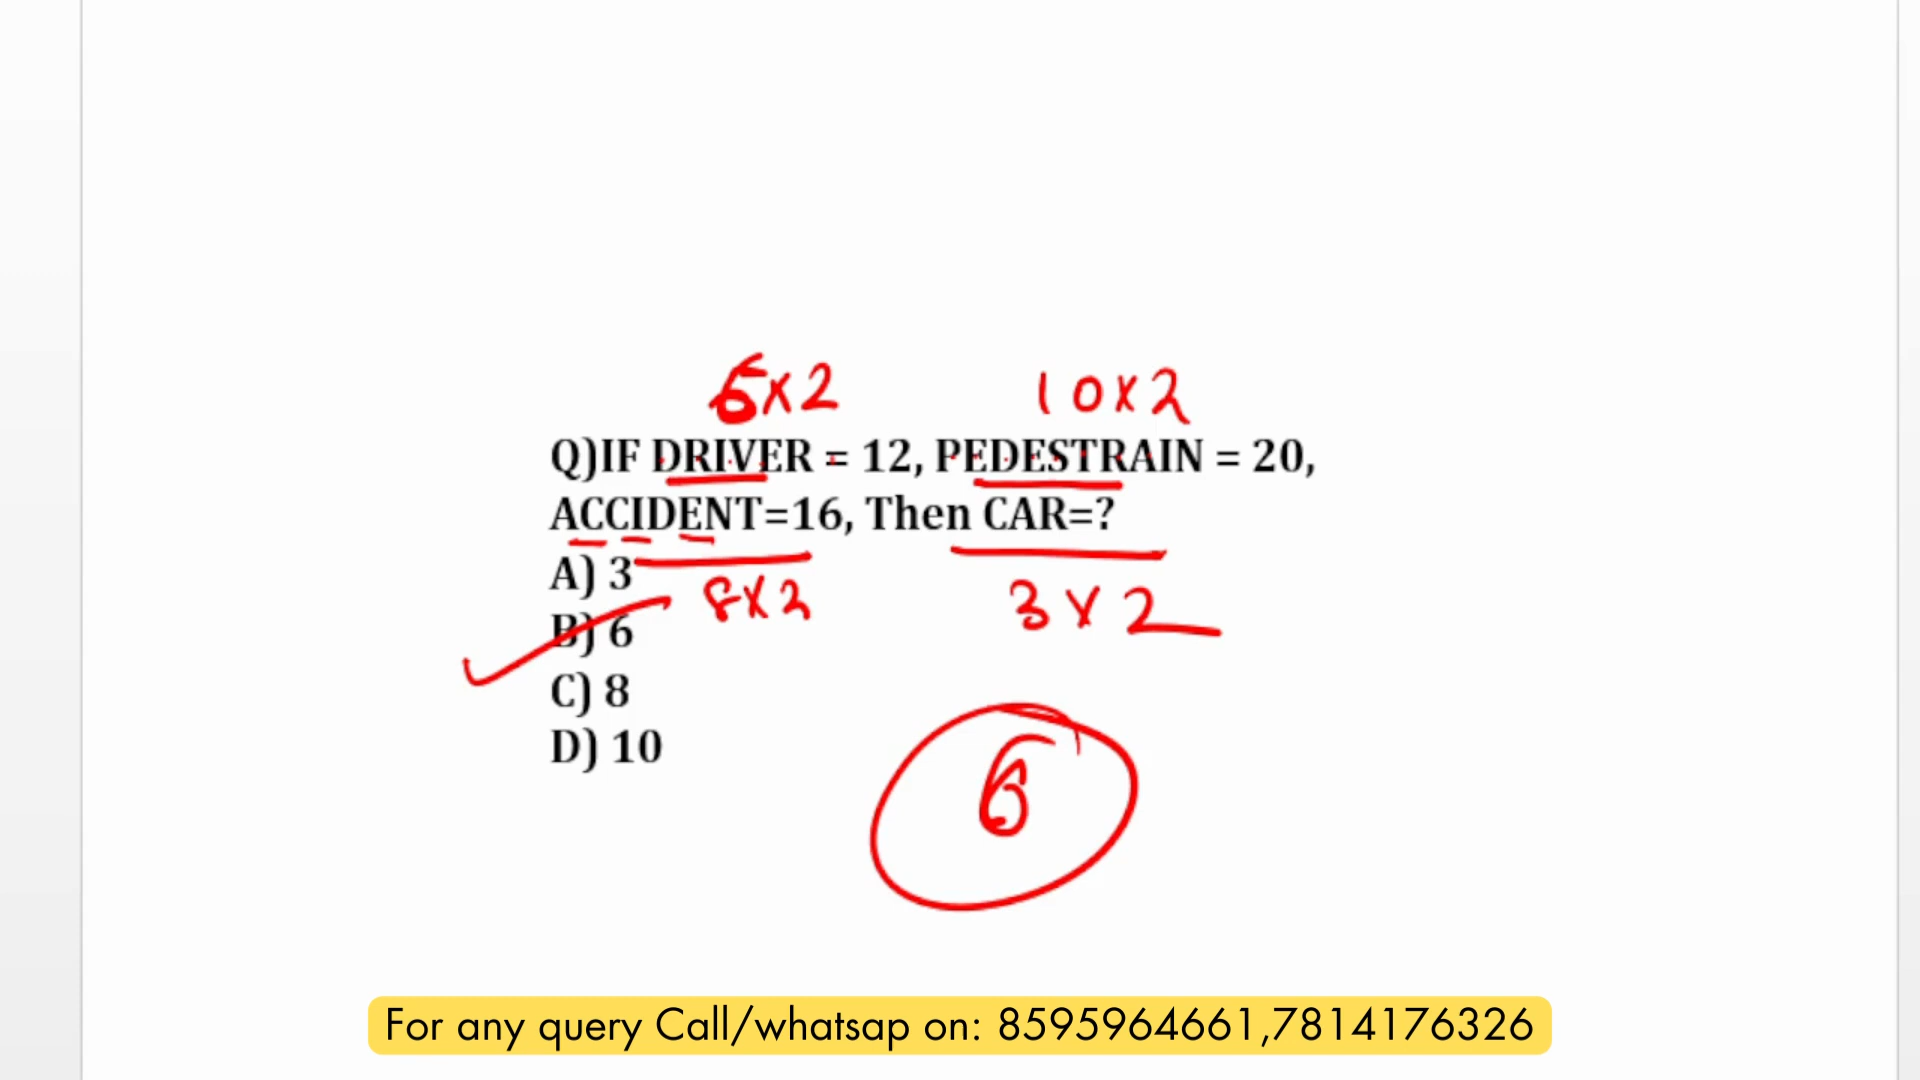 6x2 10x2
Q)IF DRIVER = 12, PEDESTRAIN = 20,
ACCIDENT=16, Then CAR=?
A) 3
8x2 3x2
B) 6
C) 8
D) 10
6
For any query Call/whatsap on: 8595964661,7814176326